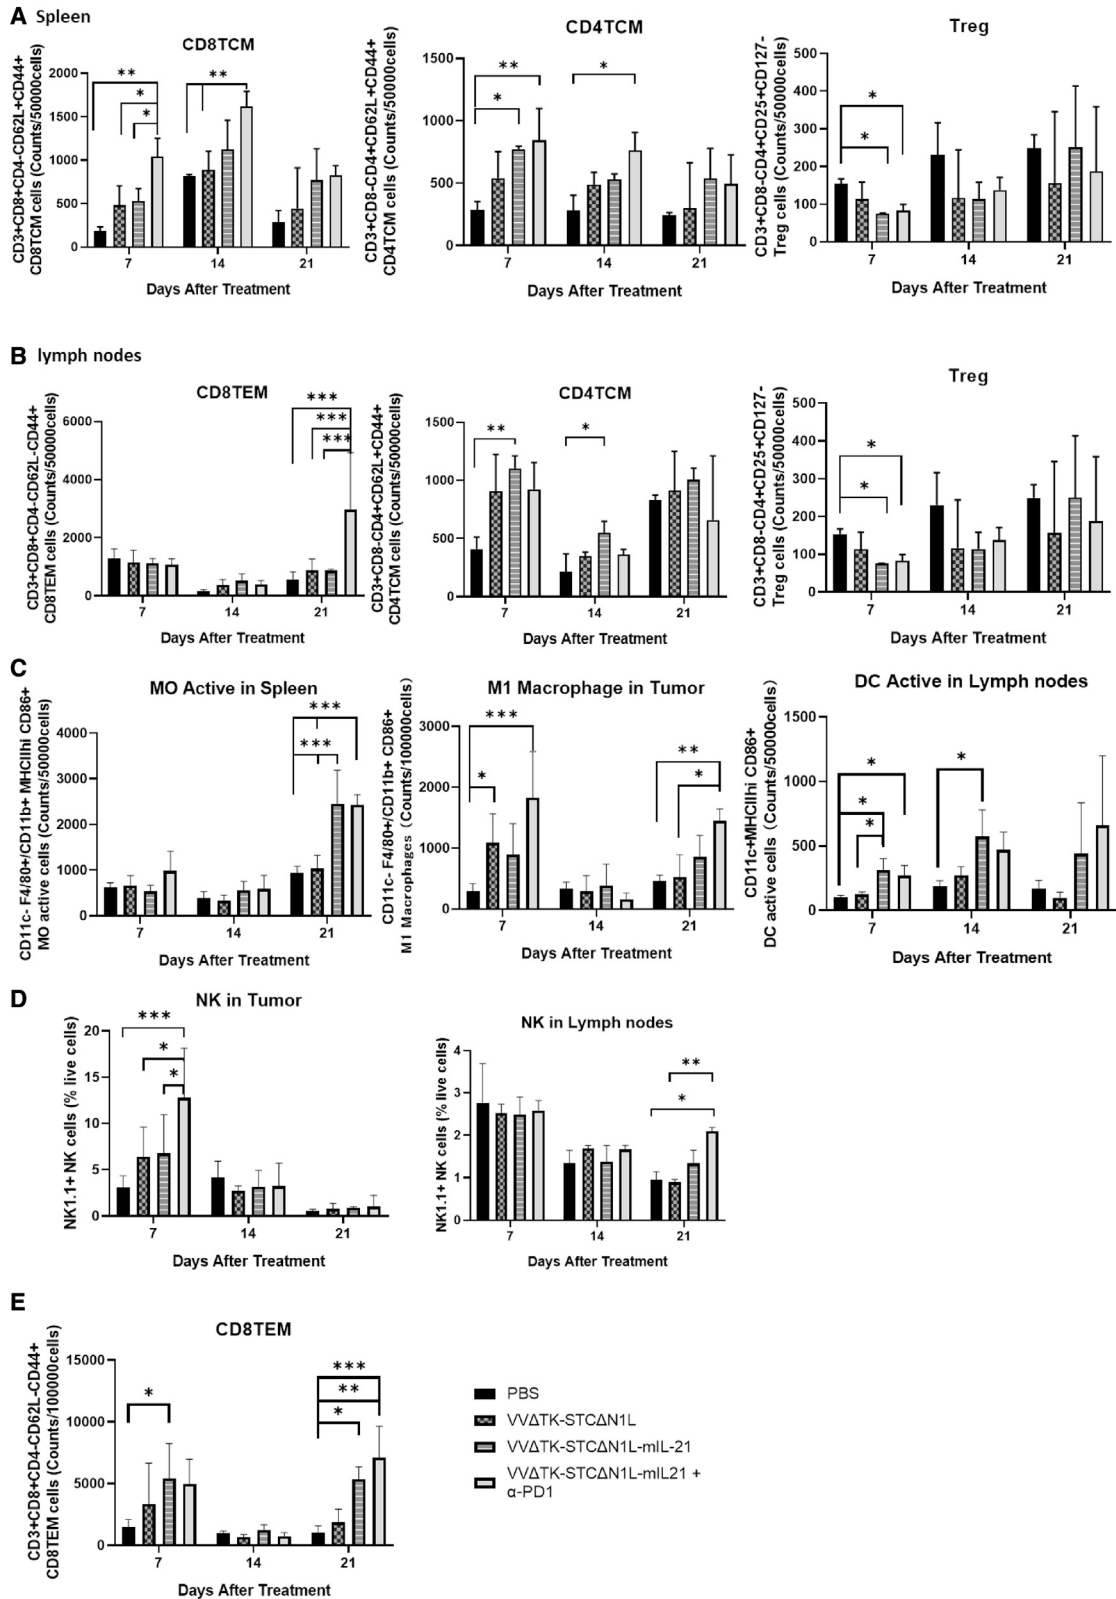 A Spleen
CD8TCM
CD3+CD8+CD4-CD62L+CD44+
CD8TCM cells (Counts/50000cells)
2000
1500
1000
500
0
**
*
*
**
7 14 21
Days After Treatment
CD4TCM
CD3+CD8-CD4+CD62L+CD44+
CD4TCM cells (Counts/50000cells)
1500
1000
500
0
**
*
*
7 14 21
Days After Treatment
Treg
CD3+CD8-CD4+CD25+CD127-
Treg cells (Counts/50000cells)
500
400
300
200
100
0
*
*
7 14 21
Days After Treatment
B lymph nodes
CD8TEM
CD3+CD8+CD4-CD62L-CD44+
CD8TEM cells (Counts/50000cells)
6000
4000
2000
0
***
***
***
7 14 21
Days After Treatment
CD4TCM
CD3+CD8-CD4+CD62L+CD44+
CD4TCM cells (Counts/50000cells)
1500
1000
500
0
**
*
7 14 21
Days After Treatment
Treg
CD3+CD8-CD4+CD25+CD127-
Treg cells (Counts/50000cells)
500
400
300
200
100
0
*
*
7 14 21
Days After Treatment
C
MO Active in Spleen
CD11c- F4/80+/CD11b+ MHCIIhi CD86+
MO active cells (Counts/50000cells)
4000
3000
2000
1000
0
***
***
7 14 21
Days After Treatment
M1 Macrophage in Tumor
CD11c- F4/80+/CD11b+ CD86+
M1 Macrophages (Counts/100000cells)
3000
2000
1000
0
***
*
**
*
7 14 21
Days After Treatment
DC Active in Lymph nodes
CD11c+MHCIIhi CD86+
DC active cells (Counts/50000cells)
1500
1000
500
0
*
*
*
*
7 14 21
Days After Treatment
D
NK in Tumor
NK1.1+ NK cells (% live cells)
20
15
10
5
0
***
*
*
7 14 21
Days After Treatment
NK in Lymph nodes
NK1.1+ NK cells (% live cells)
4
3
2
1
0
**
*
7 14 21
Days After Treatment
E
CD8TEM
CD3+CD8+CD4-CD62L-CD44+
CD8TEM cells (Counts/100000cells)
15000
10000
5000
0
*
***
**
*
7 14 21
Days After Treatment
PBS
VVΔTK-STCΔN1L
VVΔTK-STCΔN1L-mIL-21
VVΔTK-STCΔN1L-mIL21 +
α-PD1